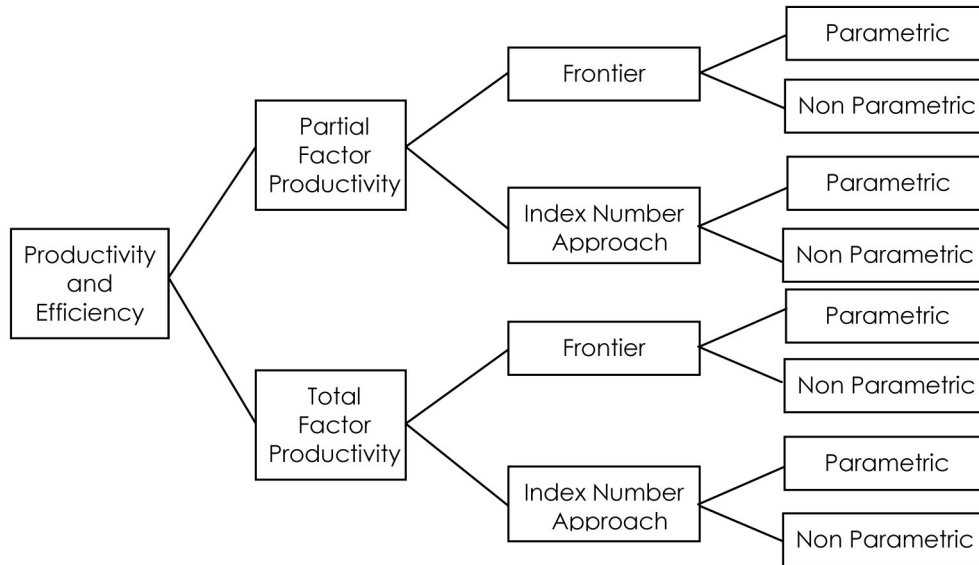 Productivity
and
Efficiency
Partial
Factor
Productivity
Total
Factor
Productivity
Frontier
Index Number
Approach
Frontier
Index Number
Approach
Parametric
Non Parametric
Parametric
Non Parametric
Parametric
Non Parametric
Parametric
Non Parametric